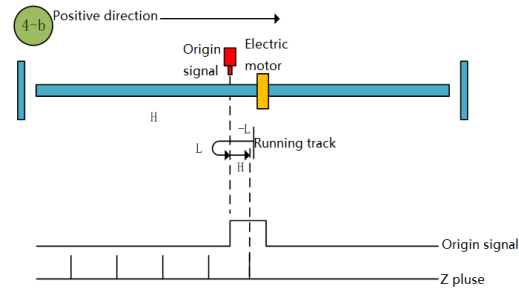 4-b
Positive direction
Origin
signal
Electric
motor
H
-L
L
Running track
H
Origin signal
Z pluse